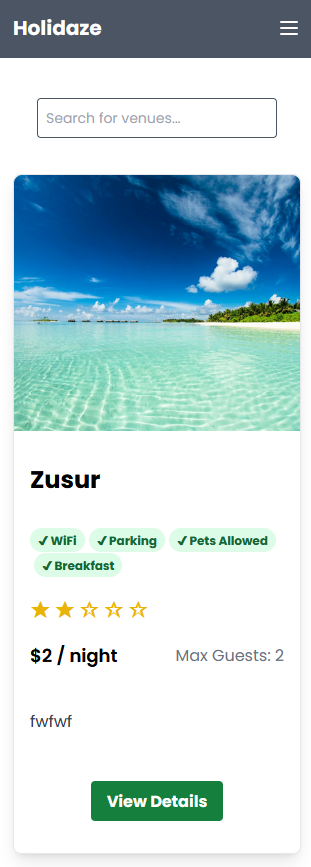 Holidaze
Search for venues...
Zusur
✔ WiFi ✔ Parking ✔ Pets Allowed
✔ Breakfast
$2 / night Max Guests: 2
fwfwf
View Details